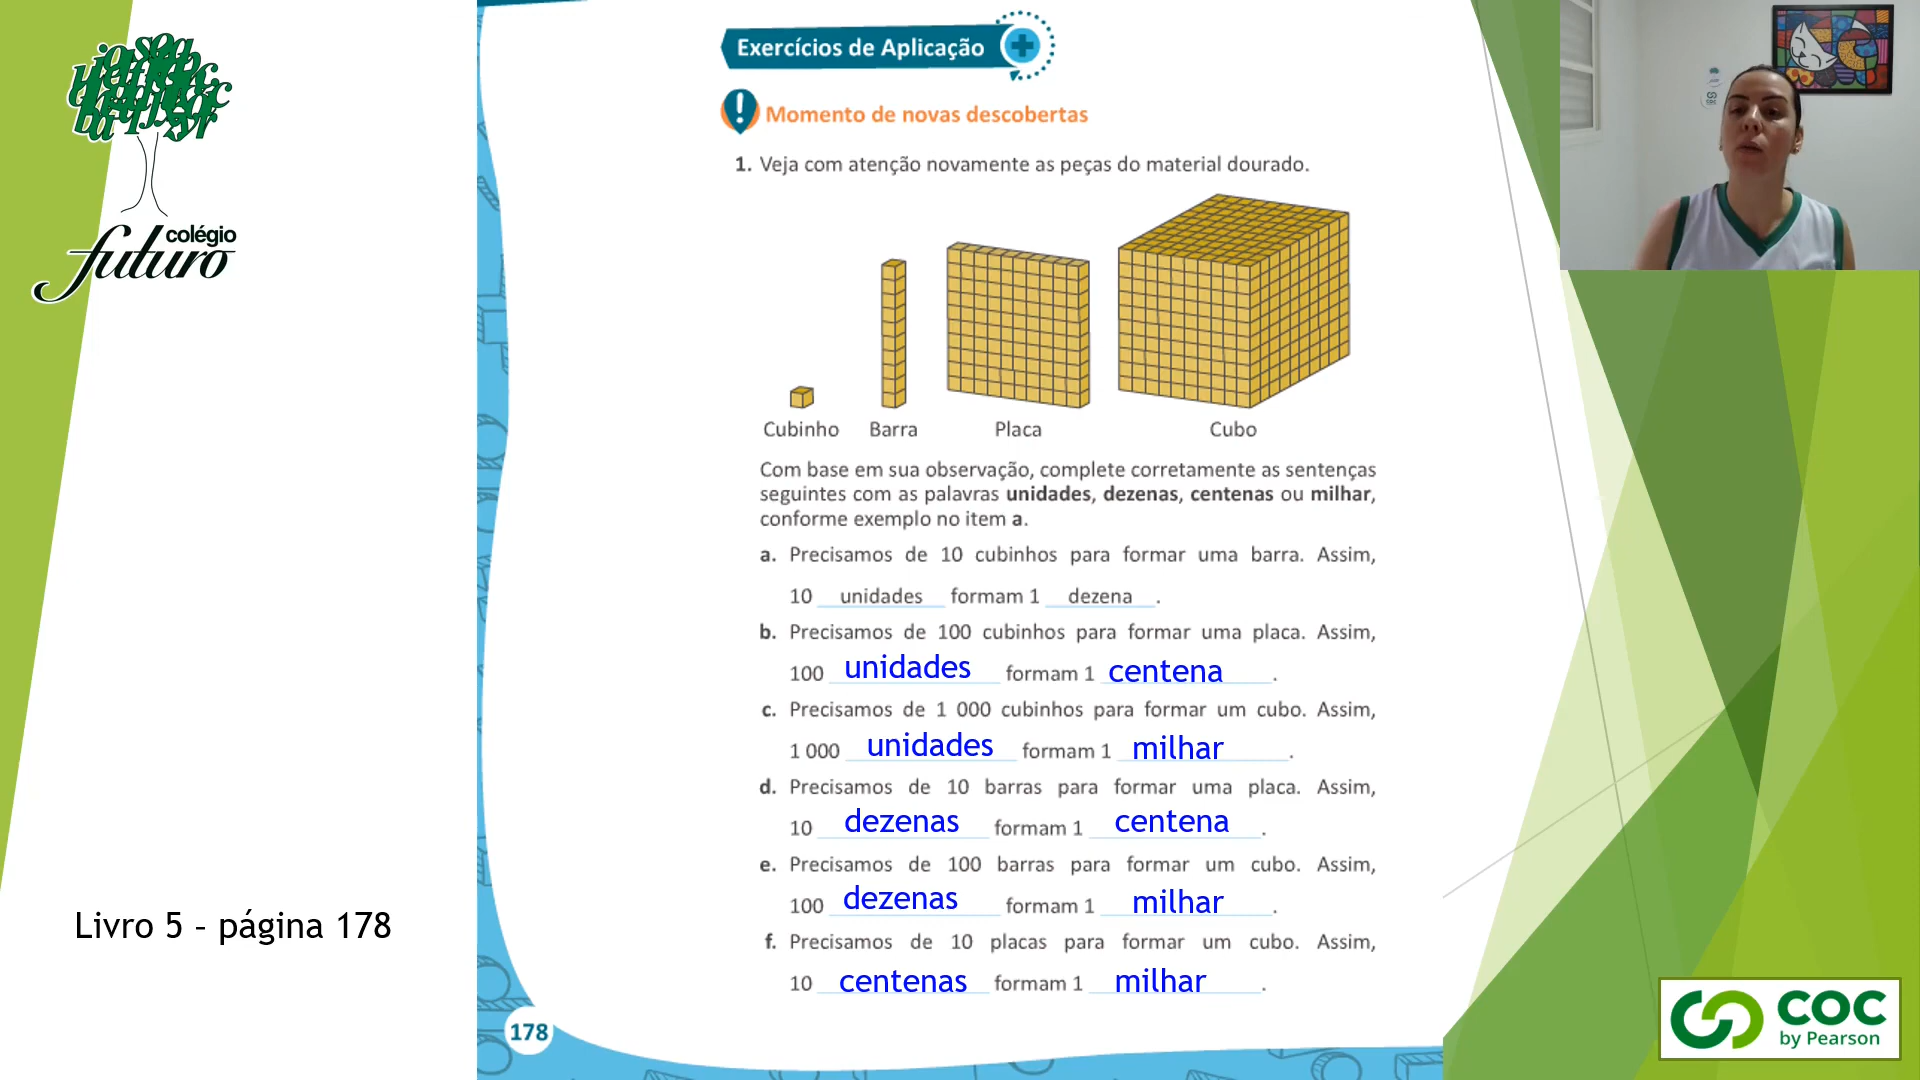 colégio
futuro
Exercícios de Aplicação
Momento de novas descobertas
1. Veja com atenção novamente as peças do material dourado.
Cubinho Barra Placa Cubo
Com base em sua observação, complete corretamente as sentenças
seguintes com as palavras unidades, dezenas, centenas ou milhar,
conforme exemplo no item a.
a. Precisamos de 10 cubinhos para formar uma barra. Assim,
10 unidades formam 1 dezena.
b. Precisamos de 100 cubinhos para formar uma placa. Assim,
100 unidades formam 1 centena.
c. Precisamos de 1 000 cubinhos para formar um cubo. Assim,
1 000 unidades formam 1 milhar.
d. Precisamos de 10 barras para formar uma placa. Assim,
10 dezenas formam 1 centena.
e. Precisamos de 100 barras para formar um cubo. Assim,
100 dezenas formam 1 milhar.
f. Precisamos de 10 placas para formar um cubo. Assim,
10 centenas formam 1 milhar.
178
Livro 5 - página 178
COC
by Pearson